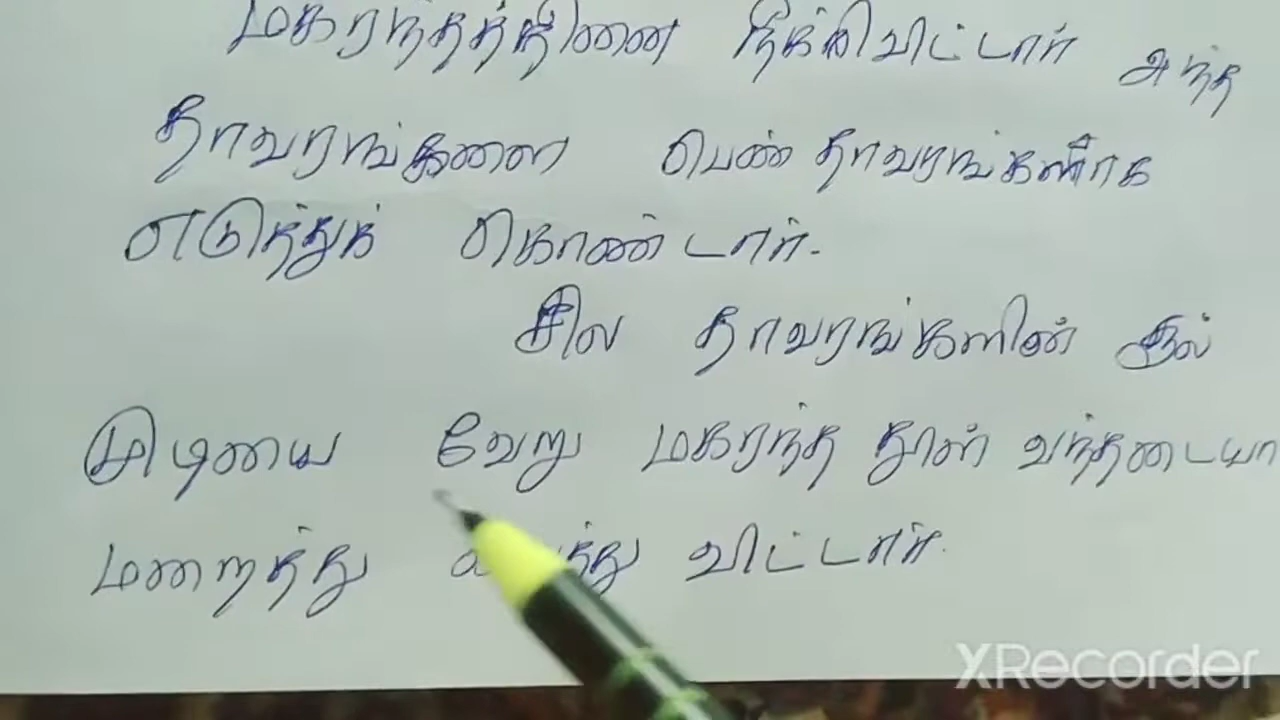 மகரந்தத்தினை நீக்கிவிட்டார் அந்த
தாவரங்களை பெண் தாவரங்களாக
எடுத்துக் கொண்டார்.
சில தாவரங்களின் சூல்
முடியை வேறு மகரந்த தூள் வந்தடையா
மறைத்து விட்டார்.
XRecorder